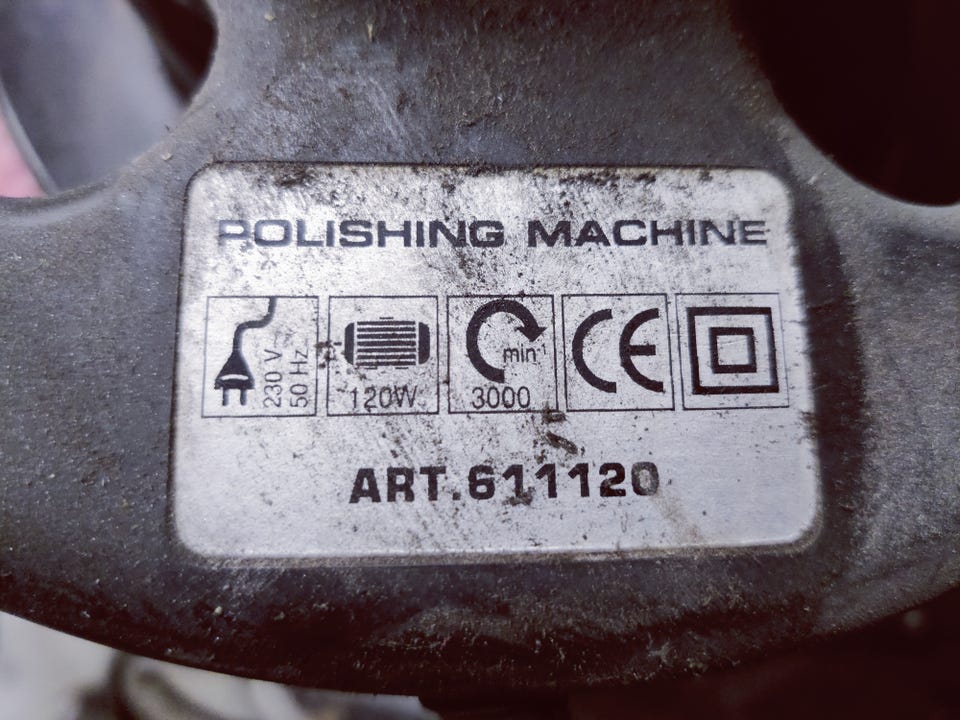 POLISHING MACHINE
230 V
50 Hz
120W
min-1
3000
CE
ART.611120